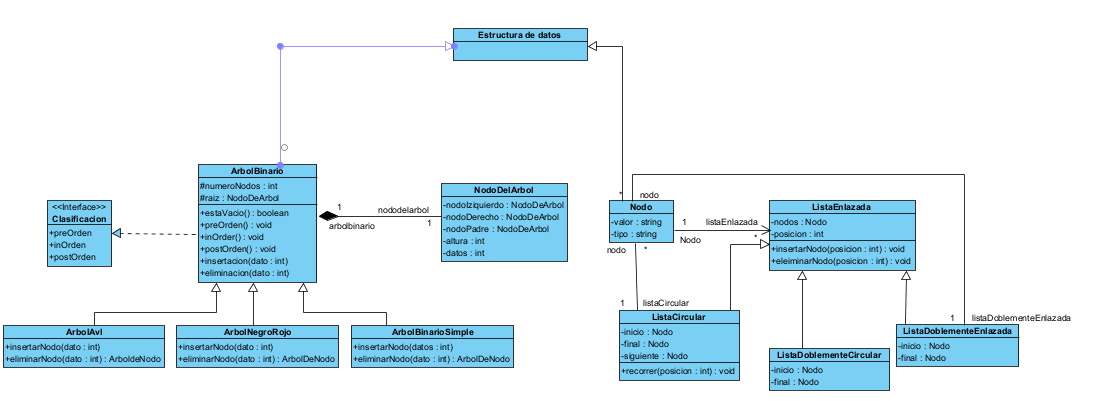 Estructura de datos
ArbolBinario
#numeroNodos : int
#raiz : NodoDeArbol
+estaVacio() : boolean
+preOrden() : void
+inOrder() : void
+postOrden() : void
+insertacion(dato : int)
+eliminacion(dato : int)
<<Interface>>
Clasificacion
+preOrden
+inOrden
+postOrden
1
nododelarbol
arbolbinario
1
NodoDelArbol
-nodoIzquierdo : NodoDeArbol
-nodoDerecho : NodoDeArbol
-nodoPadre : NodoDeArbol
-altura : int
-datos : int
ArbolAvl
+insertarNodo(dato : int)
+eliminarNodo(dato : int) : ArboldeNodo
ArbolNegroRojo
+insertarNodo(dato : int)
+eliminarNodo(dato : int) : ArbolDeNodo
ArbolBinarioSimple
+insertarNodo(datos : int)
+eliminarNodo(dato : int) : ArbolDeNodo
*
nodo
Nodo
-valor : string
-tipo : string
1
listaEnlazada
Nodo
*
nodo
*
ListaEnlazada
-nodos : Nodo
-posicion : int
+insertarNodo(posicion : int) : void
+eleiminarNodo(posicion : int) : void
1
listaCircular
ListaCircular
-inicio : Nodo
-final : Nodo
-siguiente : Nodo
+recorrer(posicion : int) : void
ListaDoblementeCircular
-inicio : Nodo
-final : Nodo
1
listaDoblementeEnlazada
ListaDoblementeEnlazada
-inicio : Nodo
-final : Nodo